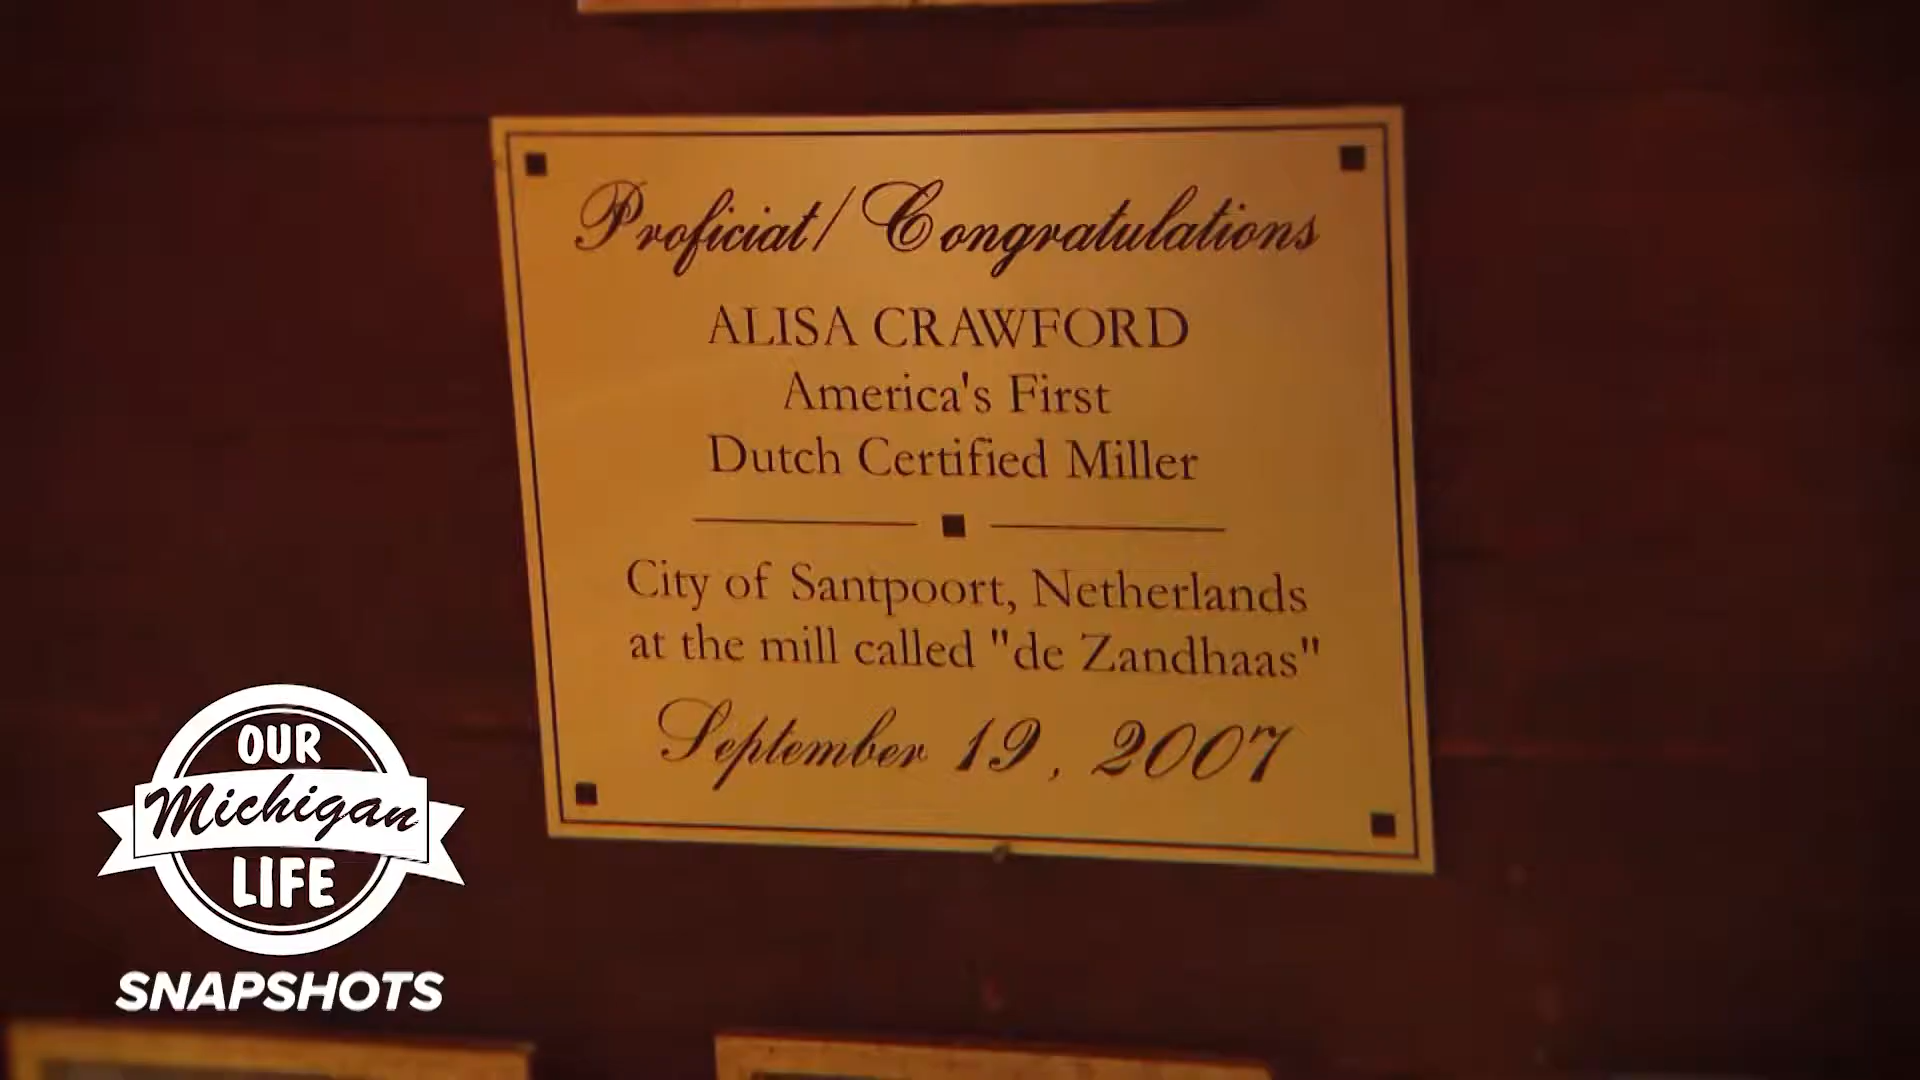 Proficiat/Congratulations
ALISA CRAWFORD
America's First
Dutch Certified Miller
City of Santpoort, Netherlands
at the mill called "de Zandhaas"
September 19, 2007
OUR
Michigan
LIFE
SNAPSHOTS